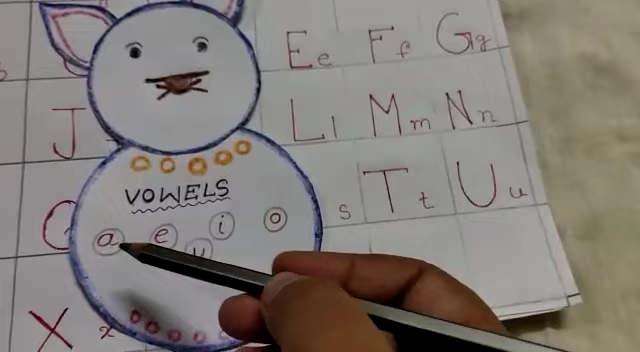 Ee Ff Gg
J Ll Mm Nn
VOWELS
s Tt Uu
a e i o
u
X x